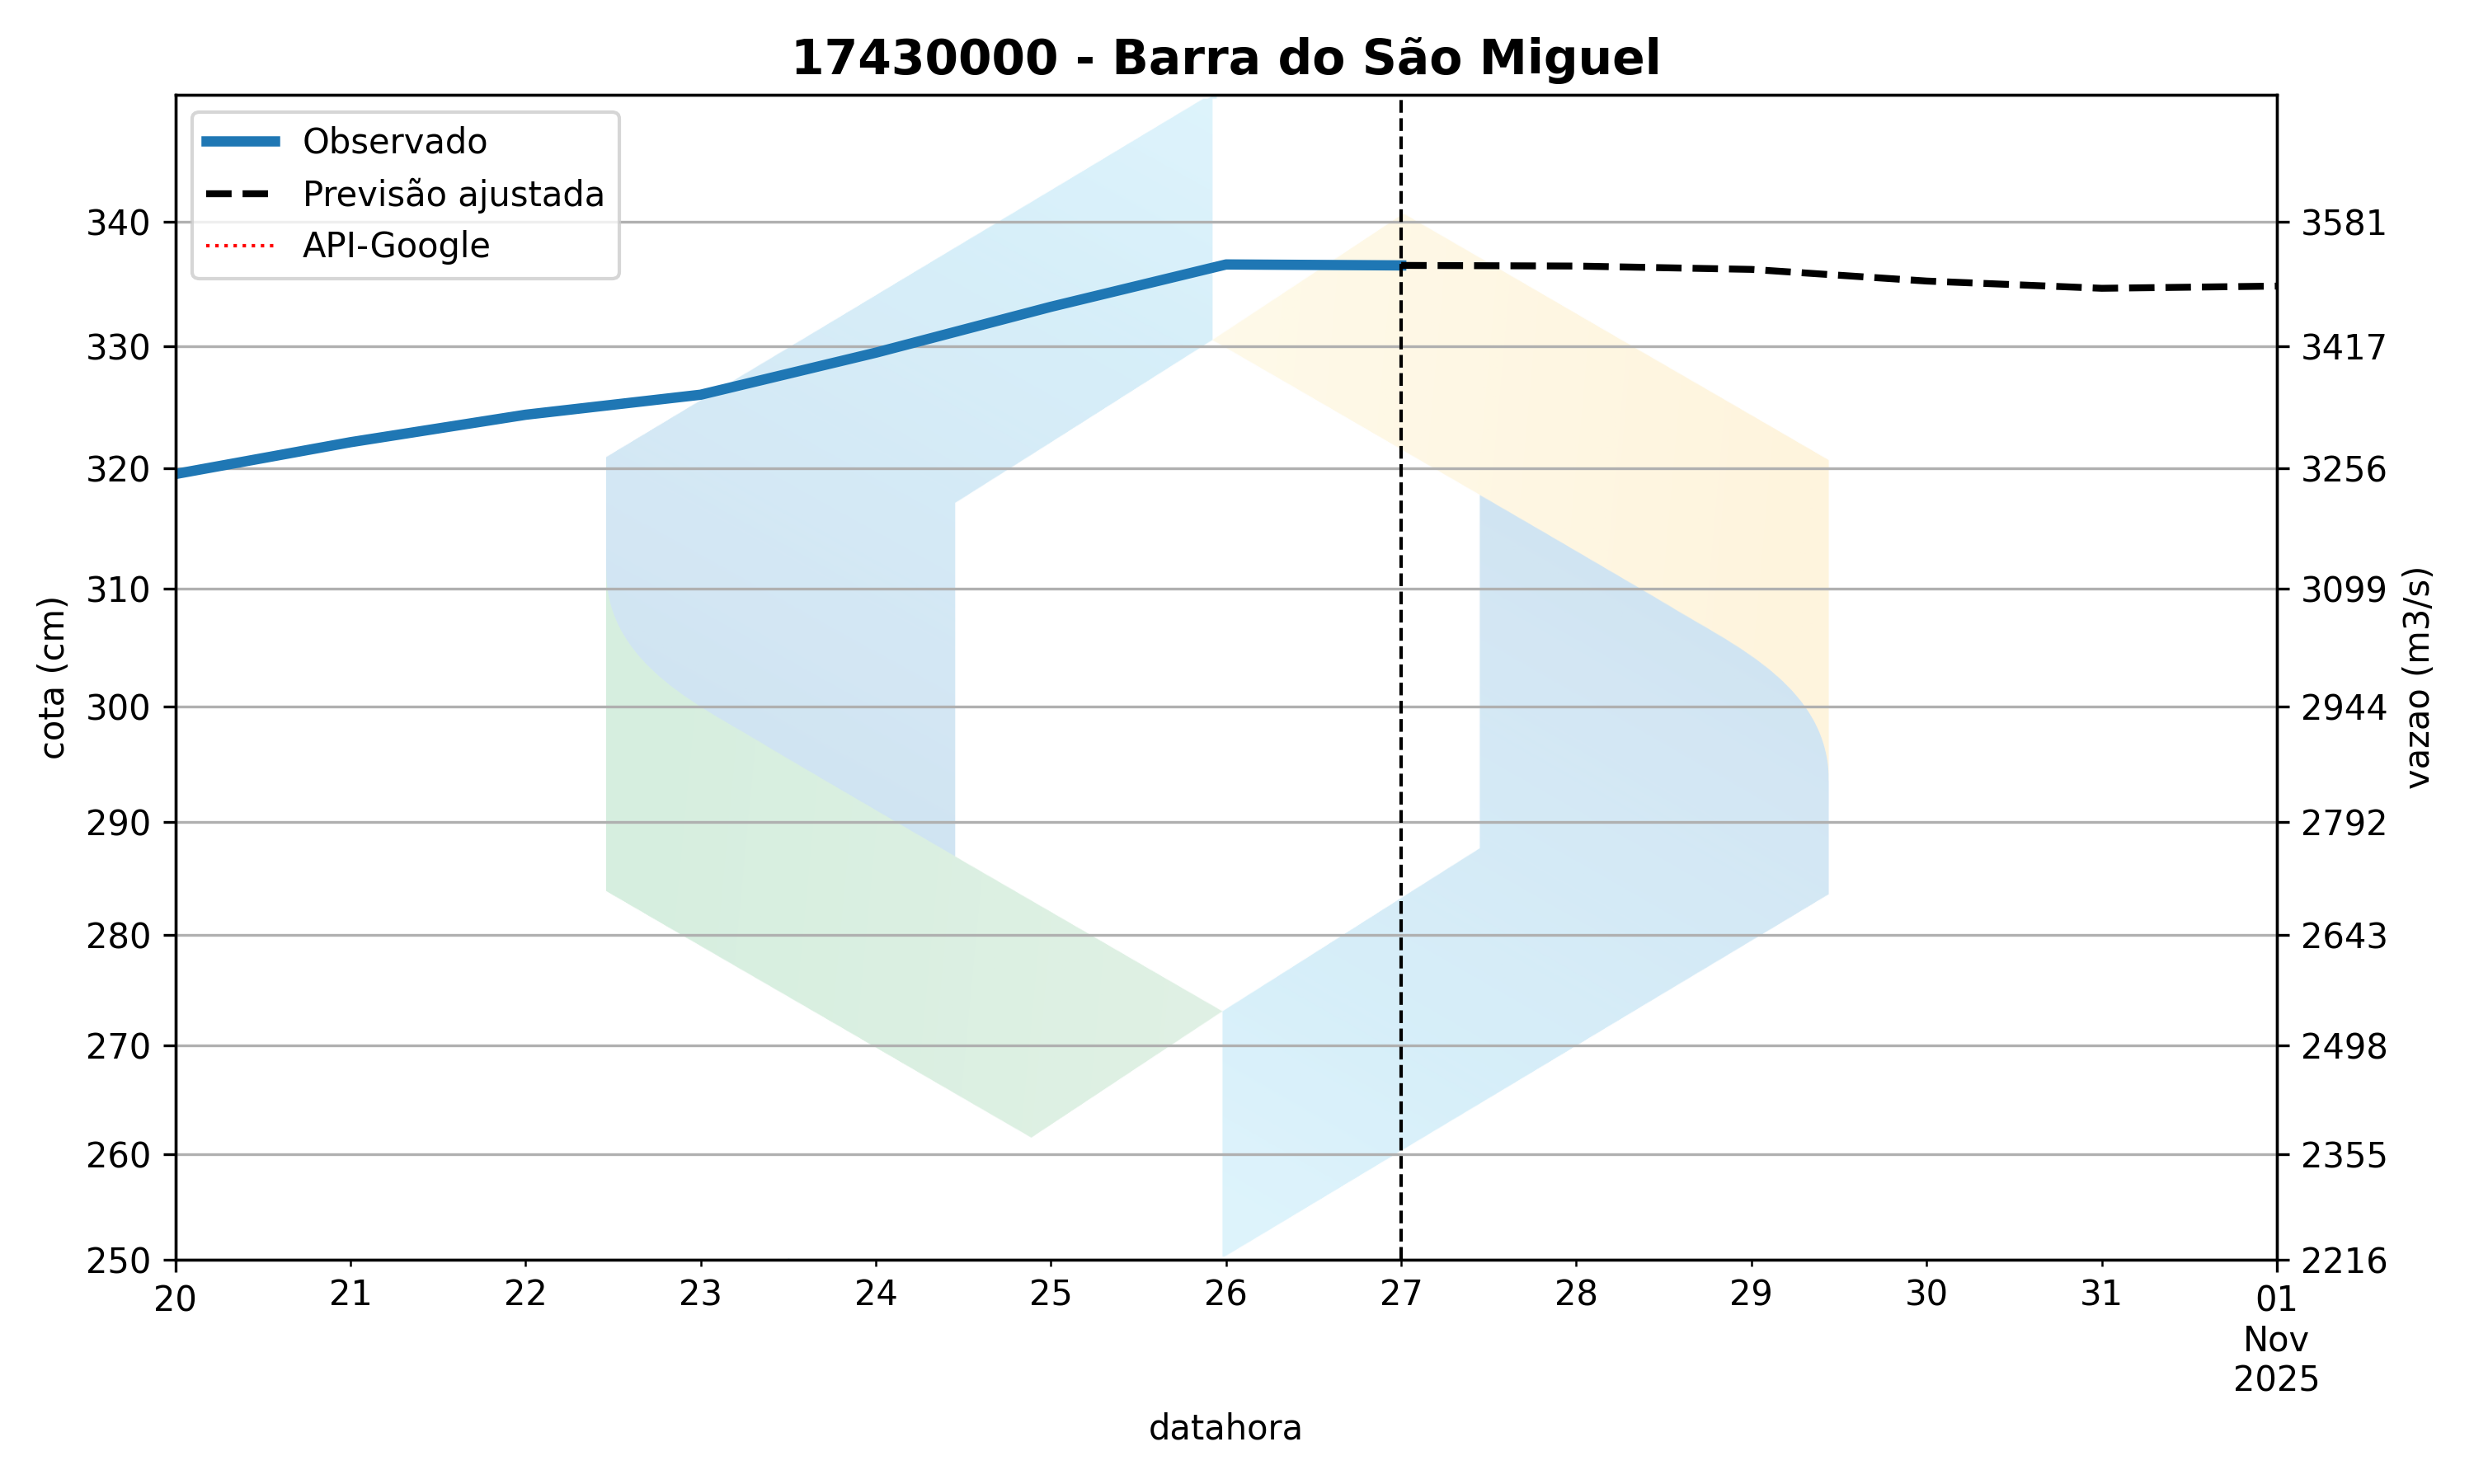 17430000 - Barra do São Miguel
Observado
Previsão ajustada
API-Google
cota (cm)
340
330
320
310
300
290
280
270
260
250
3581
3417
3256
3099
2944
2792
2643
2498
2355
2216
vazao (m3/s)
20 21 22 23 24 25 26 27 28 29 30 31 01
Nov
2025
datahora